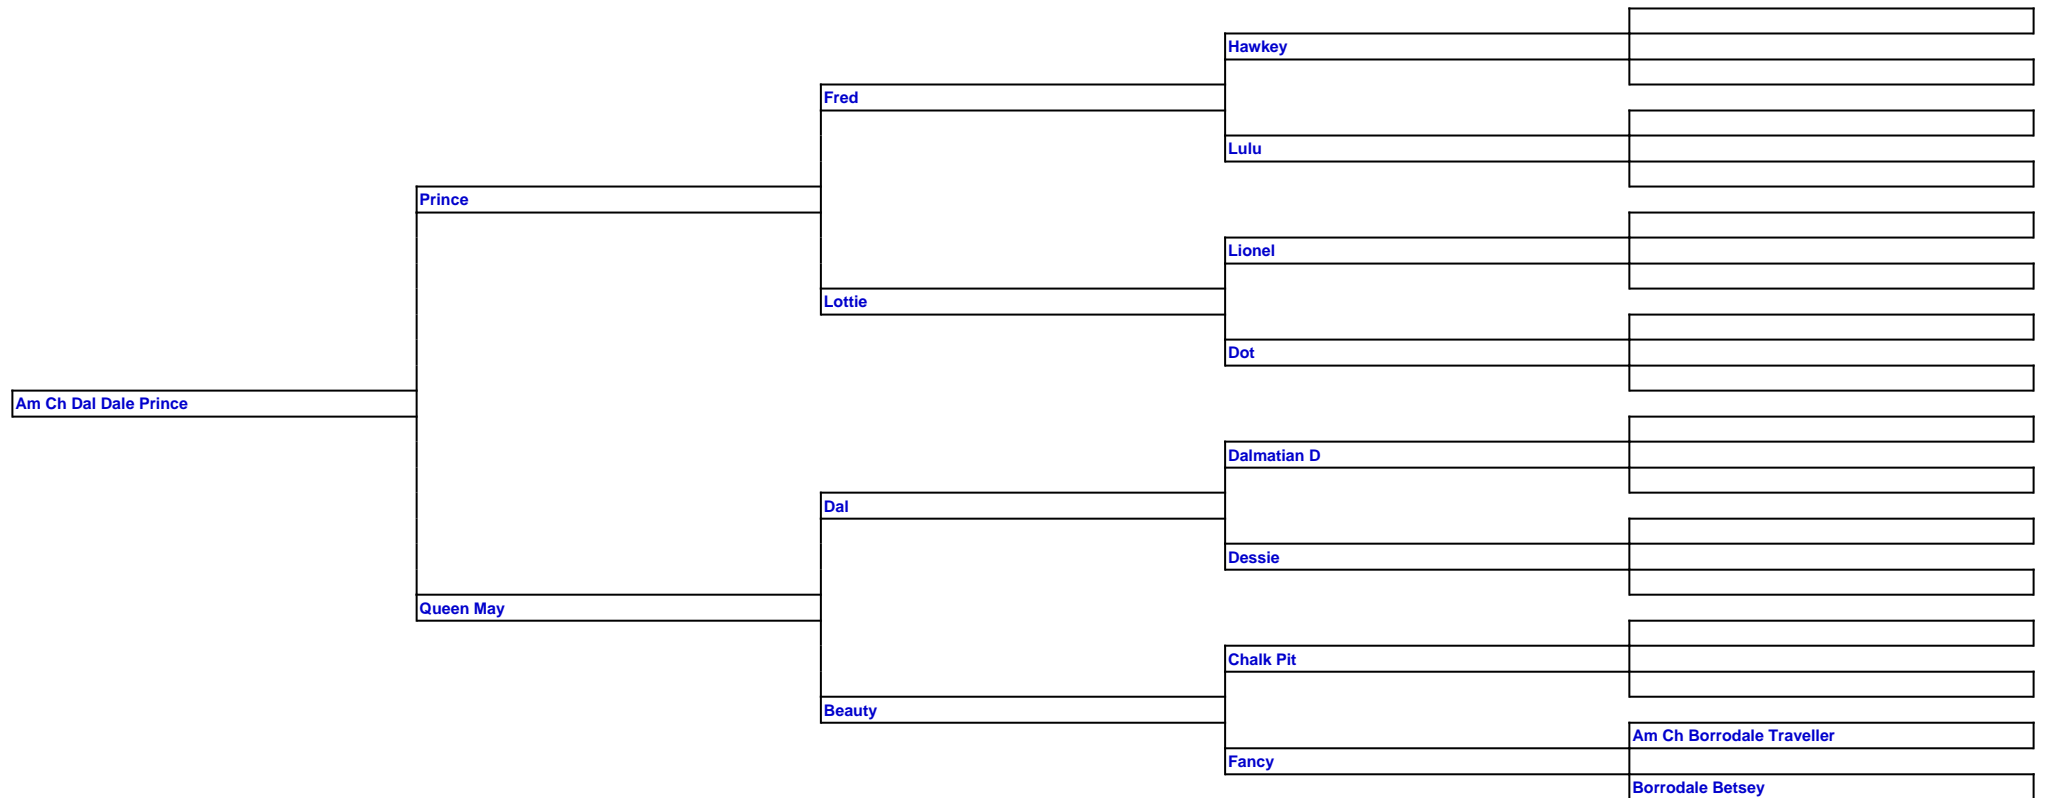 Hawkey
Fred
Lulu
Prince
Lionel
Lottie
Dot
Am Ch Dal Dale Prince
Dalmatian D
Dal
Dessie
Queen May
Chalk Pit
Beauty
Am Ch Borrodale Traveller
Fancy
Borrodale Betsey